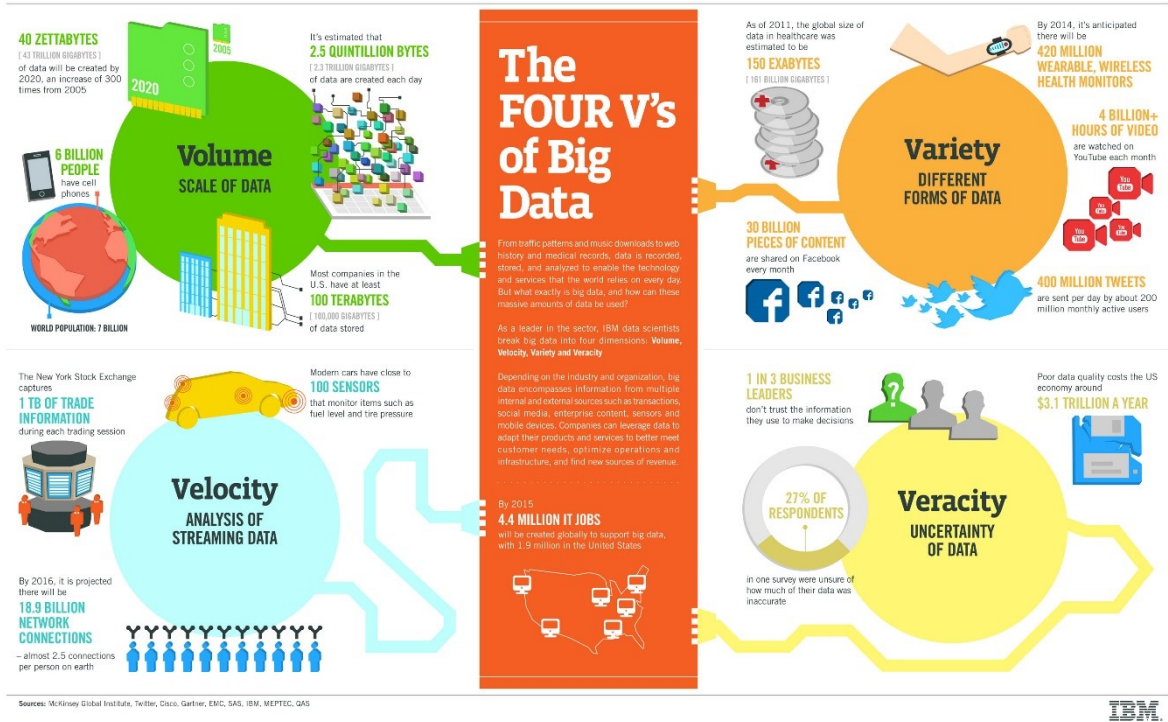 40 ZETTABYTES
[ 43 TRILLION GIGABYTES ]
of data will be created by
2020, an increase of 300
times from 2005
2005
2020
It's estimated that
2.5 QUINTILLION BYTES
[ 2.3 TRILLION GIGABYTES ]
of data are created each day
6 BILLION
PEOPLE
have cell
phones
WORLD POPULATION: 7 BILLION
Volume
SCALE OF DATA
Most companies in the
U.S. have at least
100 TERABYTES
[ 100,000 GIGABYTES ]
of data stored
The New York Stock Exchange
captures
1 TB OF TRADE
INFORMATION
during each trading session
Modern cars have close to
100 SENSORS
that monitor items such as
fuel level and tire pressure
Velocity
ANALYSIS OF
STREAMING DATA
By 2016, it is projected
there will be
18.9 BILLION
NETWORK
CONNECTIONS
– almost 2.5 connections
per person on earth
The
FOUR V's
of Big
Data
From traffic patterns and music downloads to web
history and medical records, data is recorded,
stored, and analyzed to enable the technology
and services that the world relies on every day.
But what exactly is big data, and how can these
massive amounts of data be used?
As a leader in the sector, IBM data scientists
break big data into four dimensions: Volume,
Velocity, Variety and Veracity
Depending on the industry and organization, big
data encompasses information from multiple
internal and external sources such as transactions,
social media, enterprise content, sensors and
mobile devices. Companies can leverage data to
adapt their products and services to better meet
customer needs, optimize operations and
infrastructure, and find new sources of revenue.
By 2015
4.4 MILLION IT JOBS
will be created globally to support big data,
with 1.9 million in the United States
As of 2011, the global size of
data in healthcare was
estimated to be
150 EXABYTES
[ 161 BILLION GIGABYTES ]
By 2014, it's anticipated
there will be
420 MILLION
WEARABLE, WIRELESS
HEALTH MONITORS
4 BILLION+
HOURS OF VIDEO
are watched on
YouTube each month
You
Tube
You
Tube
You
Tube
You
Tube
Variety
DIFFERENT
FORMS OF DATA
30 BILLION
PIECES OF CONTENT
are shared on Facebook
every month
400 MILLION TWEETS
are sent per day by about 200
million monthly active users
1 IN 3 BUSINESS
LEADERS
don't trust the information
they use to make decisions
?
Poor data quality costs the US
economy around
$3.1 TRILLION A YEAR
27% OF
RESPONDENTS
in one survey were unsure of
how much of their data was
inaccurate
Veracity
UNCERTAINTY
OF DATA
Sources: McKinsey Global Institute, Twitter, Cisco, Gartner, EMC, SAS, IBM, MEPTEC, QAS
IBM.